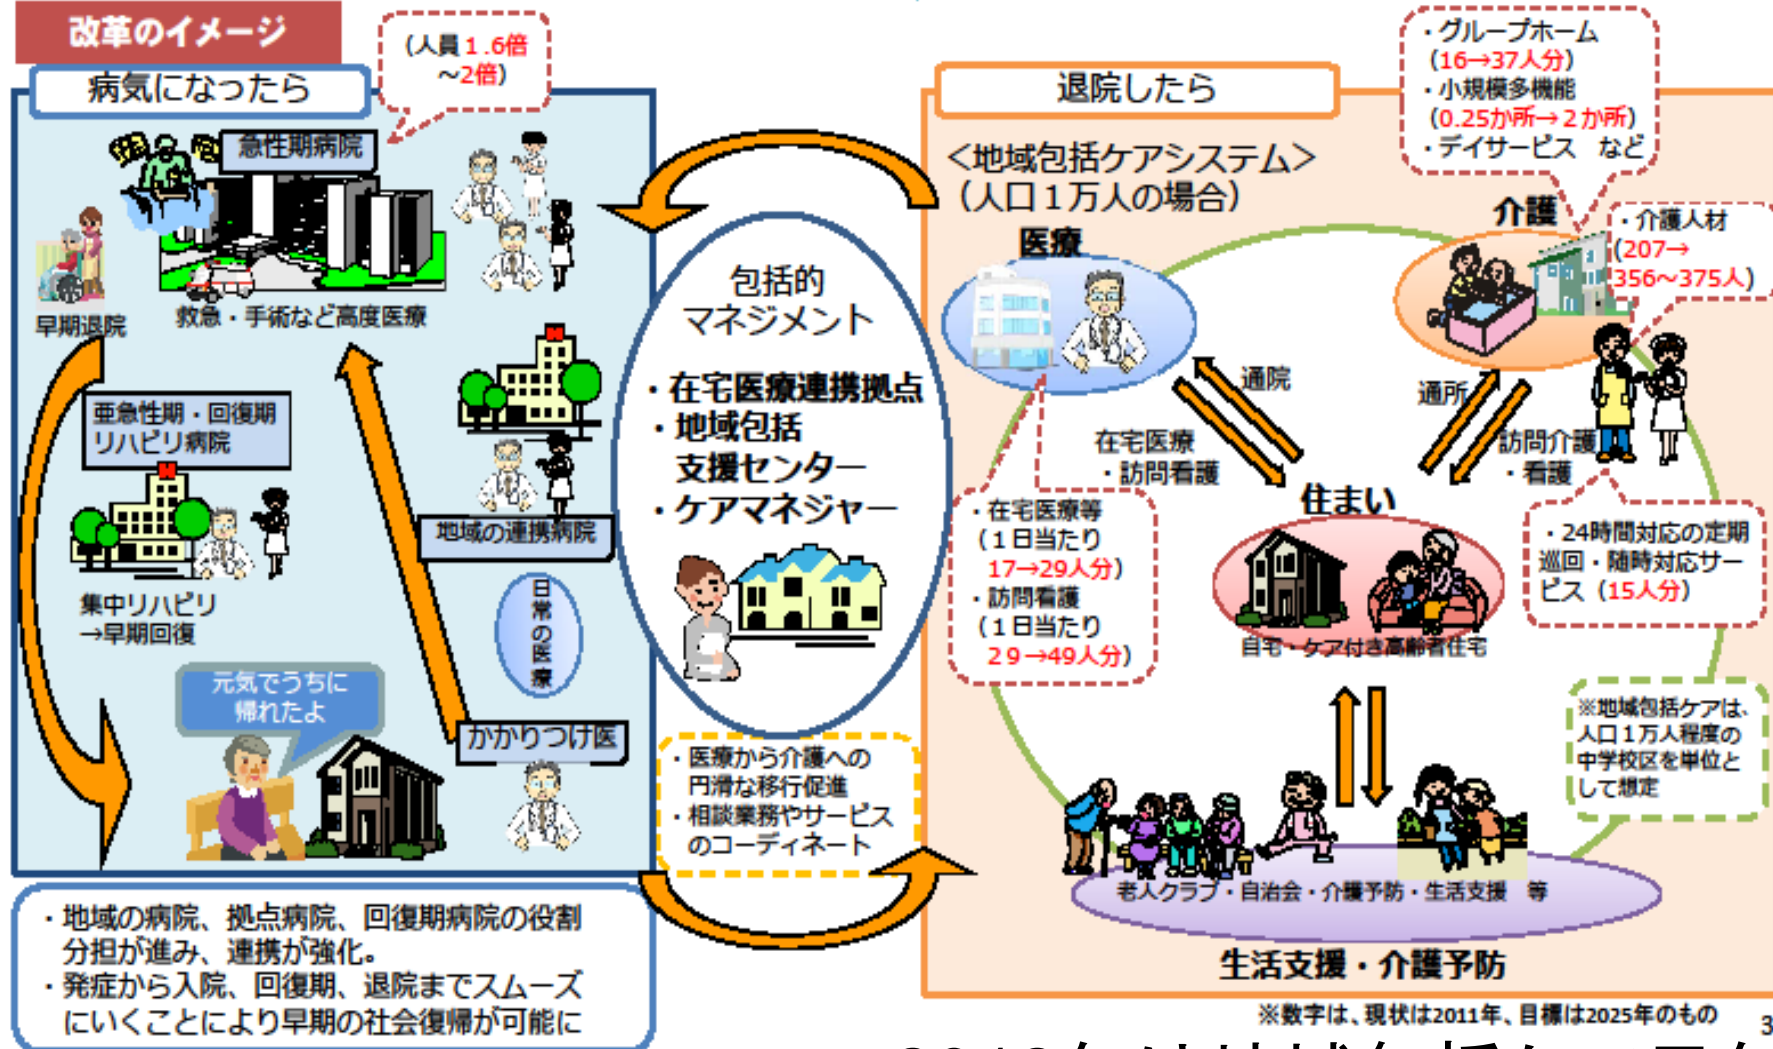 改革のイメージ
病気になったら
(人員1.6倍
～2倍)
急性期病院
早期退院
救急・手術など高度医療
亜急性期・回復期
リハビリ病院
集中リハビリ
→早期回復
地域の連携病院
日常の医療
元気でうちに
帰れたよ
かかりつけ医
・地域の病院、拠点病院、回復期病院の役割
分担が進み、連携が強化。
・発症から入院、回復期、退院までスムーズ
にいくことにより早期の社会復帰が可能に
包括的
マネジメント
・在宅医療連携拠点
・地域包括
支援センター
・ケアマネジャー
・医療から介護への
円滑な移行促進
・相談業務やサービス
のコーディネート
退院したら
＜地域包括ケアシステム＞
(人口1万人の場合)
・グループホーム
(16→37人分)
・小規模多機能
(0.25か所→2か所)
・デイサービス など
医療
介護
・介護人材
(207→
356～375人)
通院
在宅医療
・訪問看護
通所
訪問介護
・看護
・在宅医療等
(1日当たり
17→29人分)
・訪問看護
(1日当たり
29→49人分)
住まい
自宅・ケア付き高齢者住宅
・24時間対応の定期
巡回・随時対応サー
ビス (15人分)
※地域包括ケアは、
人口1万人程度の
中学校区を単位と
して想定
老人クラブ・自治会・介護予防・生活支援 等
生活支援・介護予防
※数字は、現状は2011年、目標は2025年のもの
3